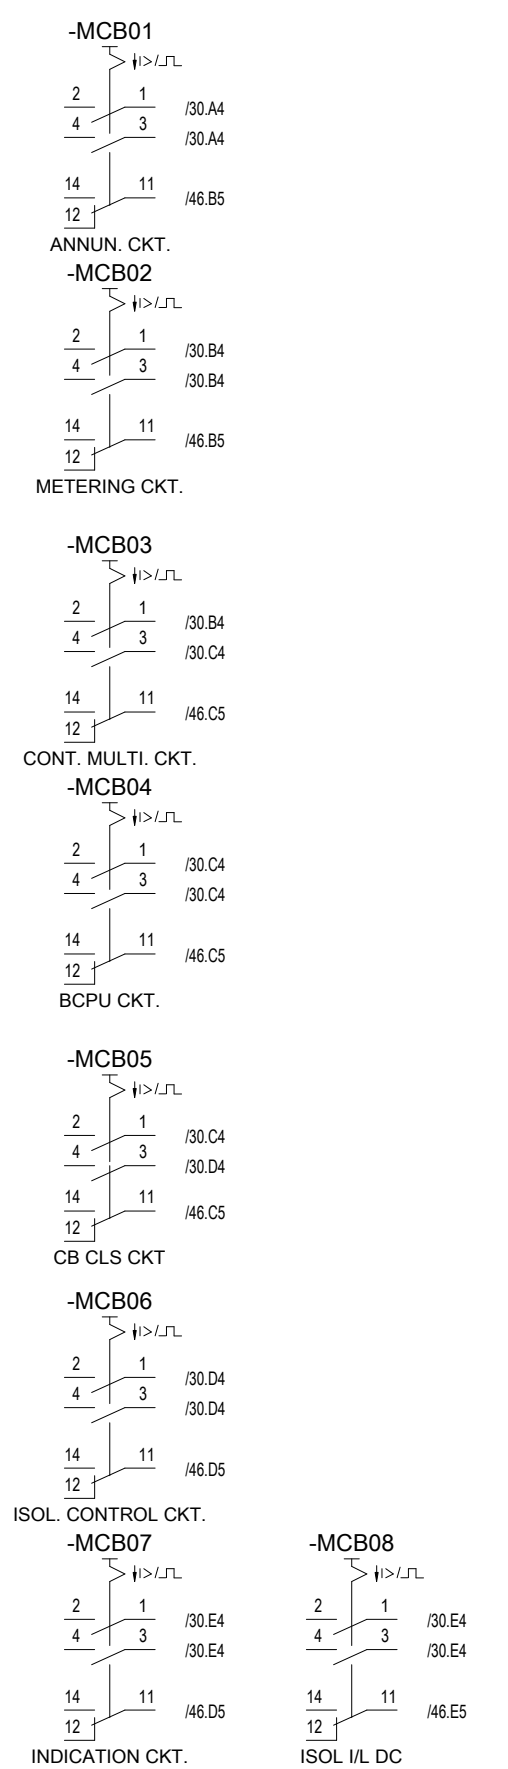 -MCB01
I>/
2 1 /30.A4
4 3 /30.A4
14 11 /46.B5
12
ANNUN. CKT.
-MCB02
I>/
2 1 /30.B4
4 3 /30.B4
14 11 /46.B5
12
METERING CKT.
-MCB03
I>/
2 1 /30.B4
4 3 /30.C4
14 11 /46.C5
12
CONT. MULTI. CKT.
-MCB04
I>/
2 1 /30.C4
4 3 /30.C4
14 11 /46.C5
12
BCPU CKT.
-MCB05
I>/
2 1 /30.C4
4 3 /30.D4
14 11 /46.C5
12
CB CLS CKT
-MCB06
I>/
2 1 /30.D4
4 3 /30.D4
14 11 /46.D5
12
ISOL. CONTROL CKT.
-MCB07
I>/
2 1 /30.E4
4 3 /30.E4
14 11 /46.D5
12
INDICATION CKT.
-MCB08
I>/
2 1 /30.E4
4 3 /30.E4
14 11 /46.E5
12
ISOL I/L DC